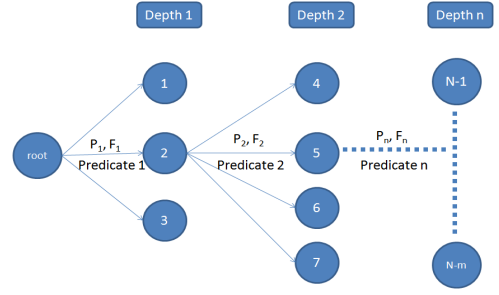 Depth 1
Depth 2
Depth n
1
4
N-1
P1, F1
P2, F2
Pn, Fn
root
2
5
Predicate 1
Predicate 2
Predicate n
3
6
7
N-m